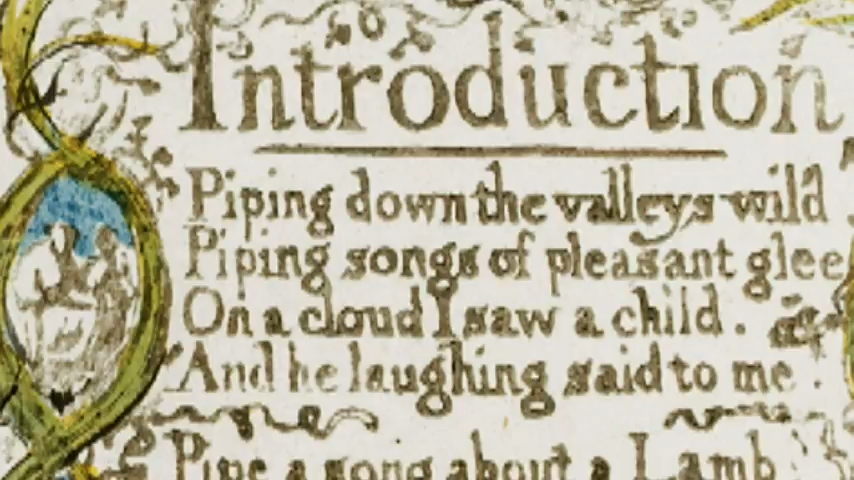 Introduction
Piping down the valleys wild
Piping songs of pleasant glee
On a cloud I saw a child.
And he laughing said to me.
Pipe a song about a Lamb: